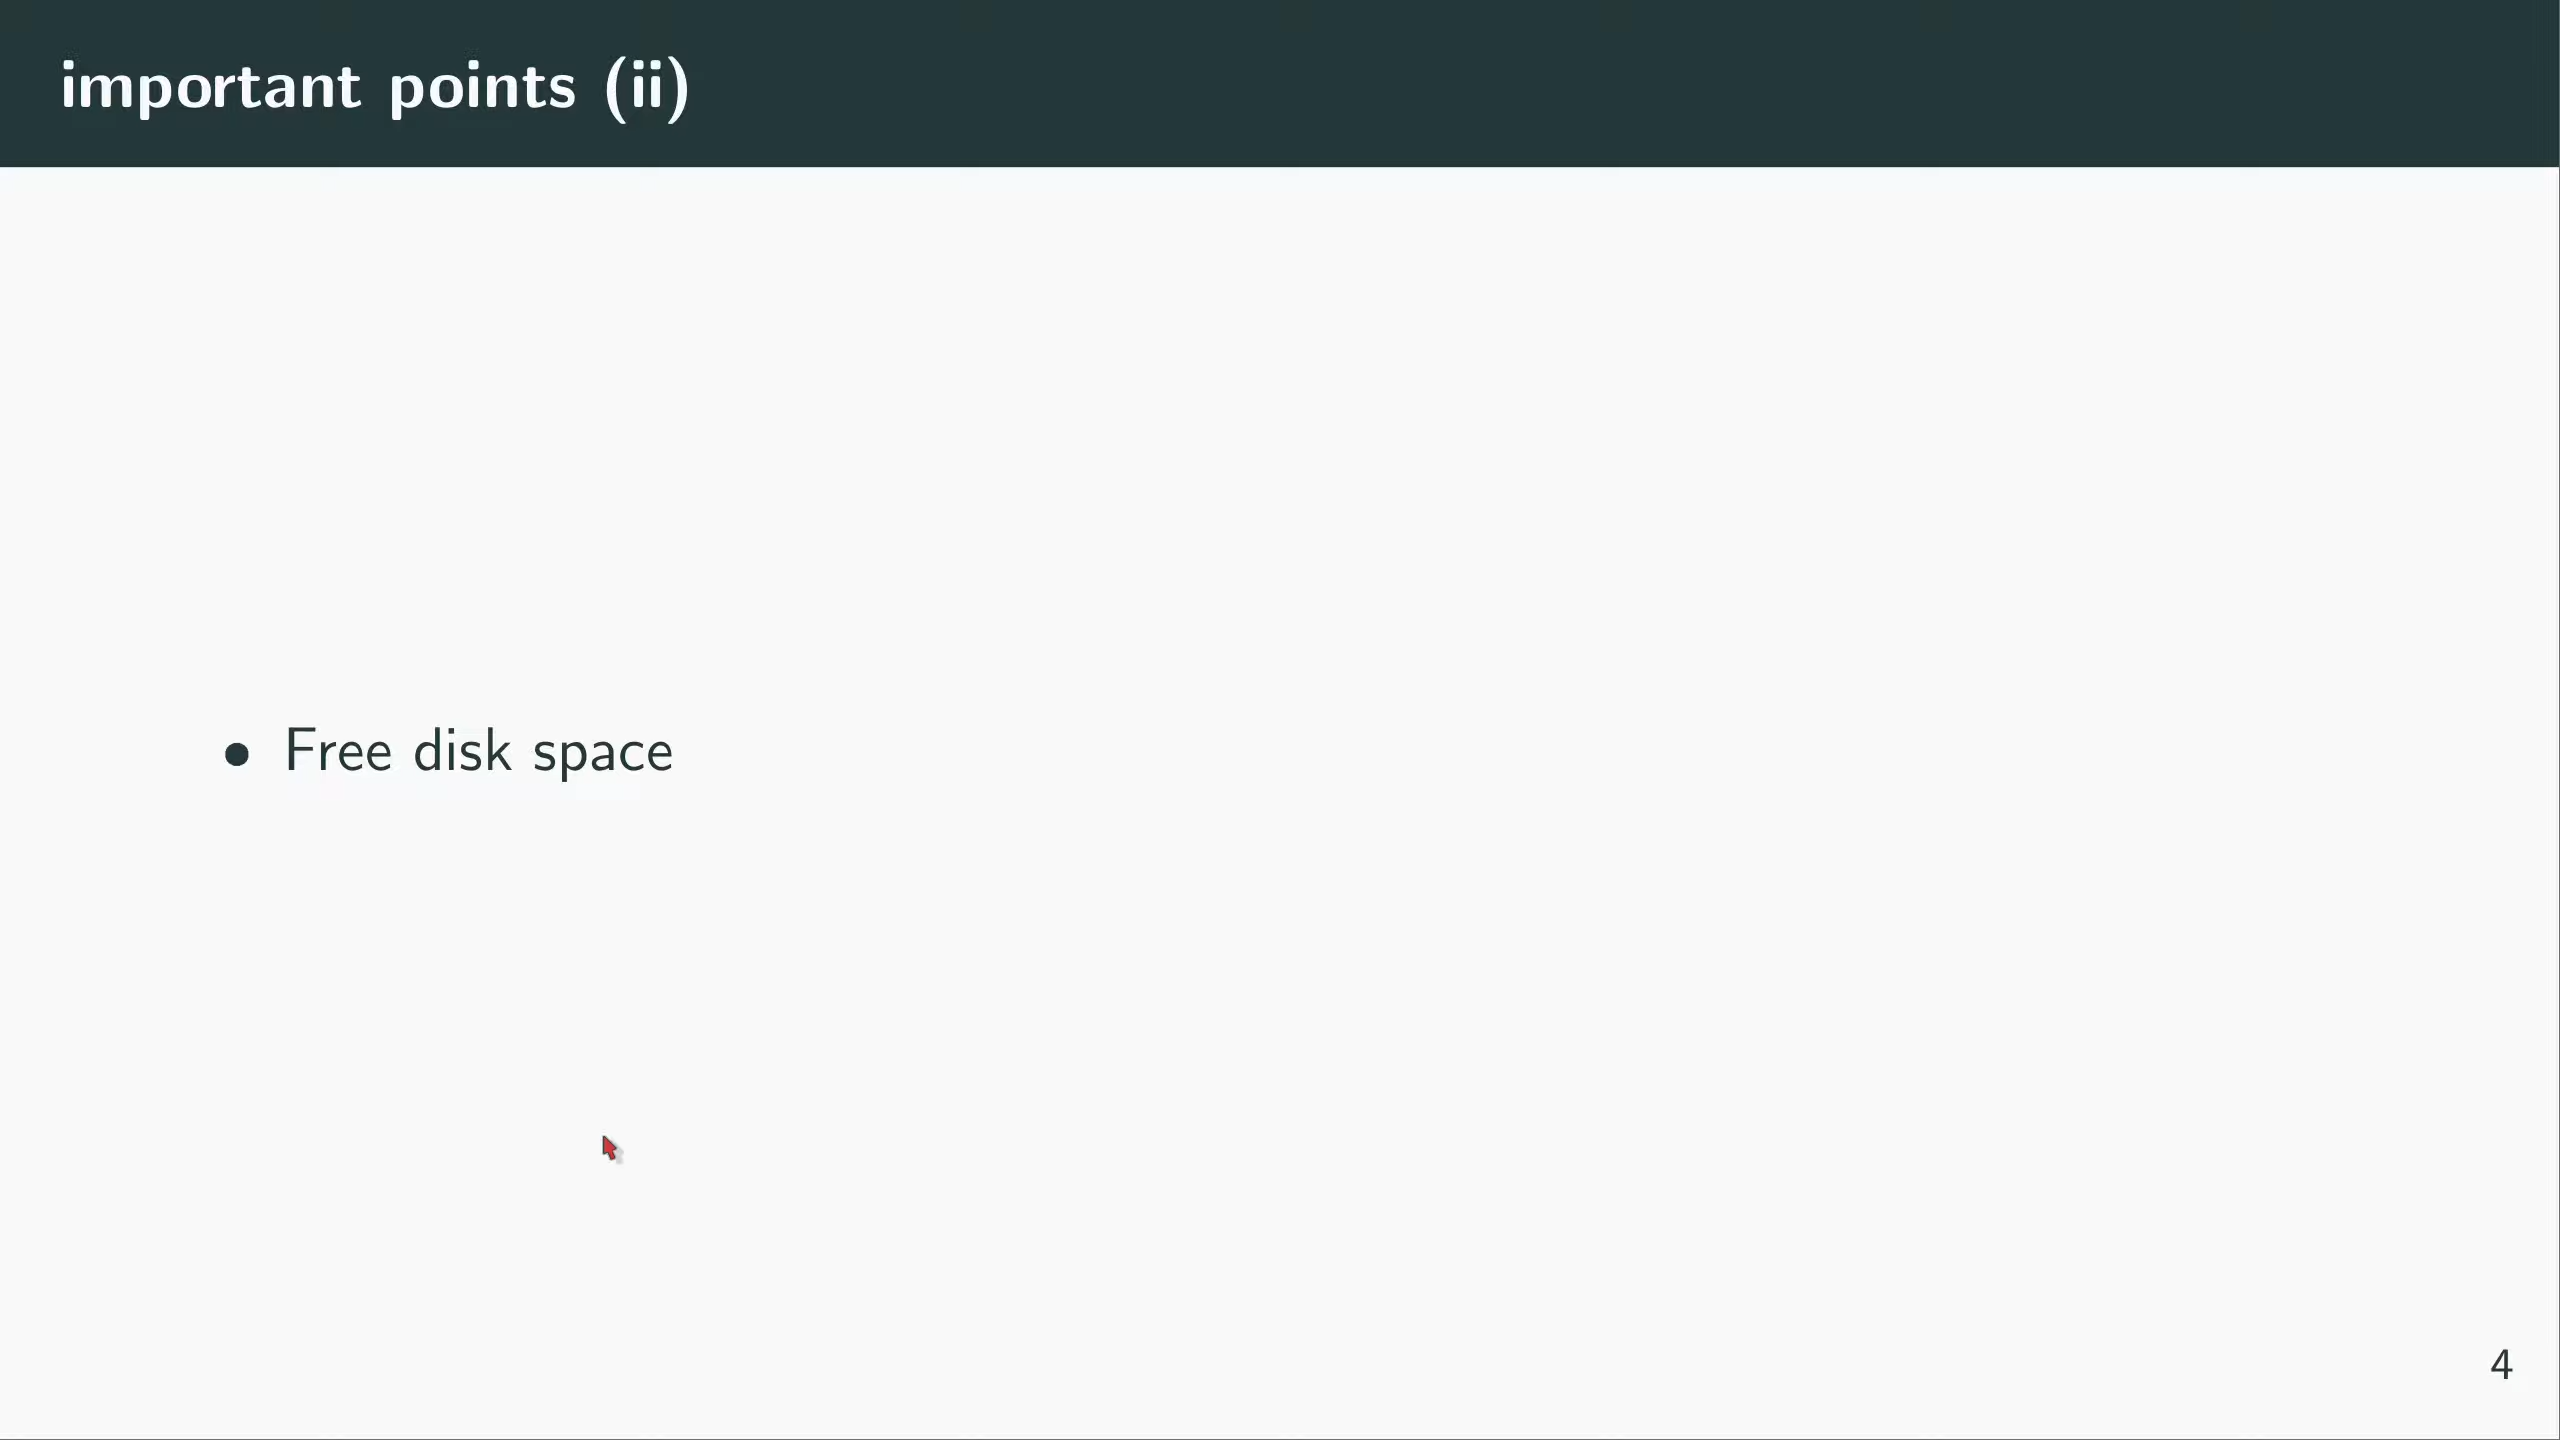 important points (ii)
• Free disk space
4